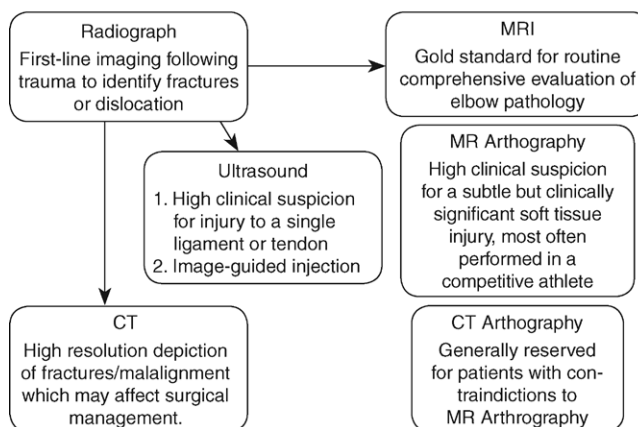 Radiograph
First-line imaging following
trauma to identify fractures
or dislocation
MRI
Gold standard for routine
comprehensive evaluation of
elbow pathology
Ultrasound
1. High clinical suspicion
for injury to a single
ligament or tendon
2. Image-guided injection
MR Arthography
High clinical suspicion
for a subtle but clinically
significant soft tissue
injury, most often
performed in a
competitive athlete
CT
High resolution depiction
of fractures/malalignment
which may affect surgical
management.
CT Arthography
Generally reserved
for patients with con-
traindictions to
MR Arthrography